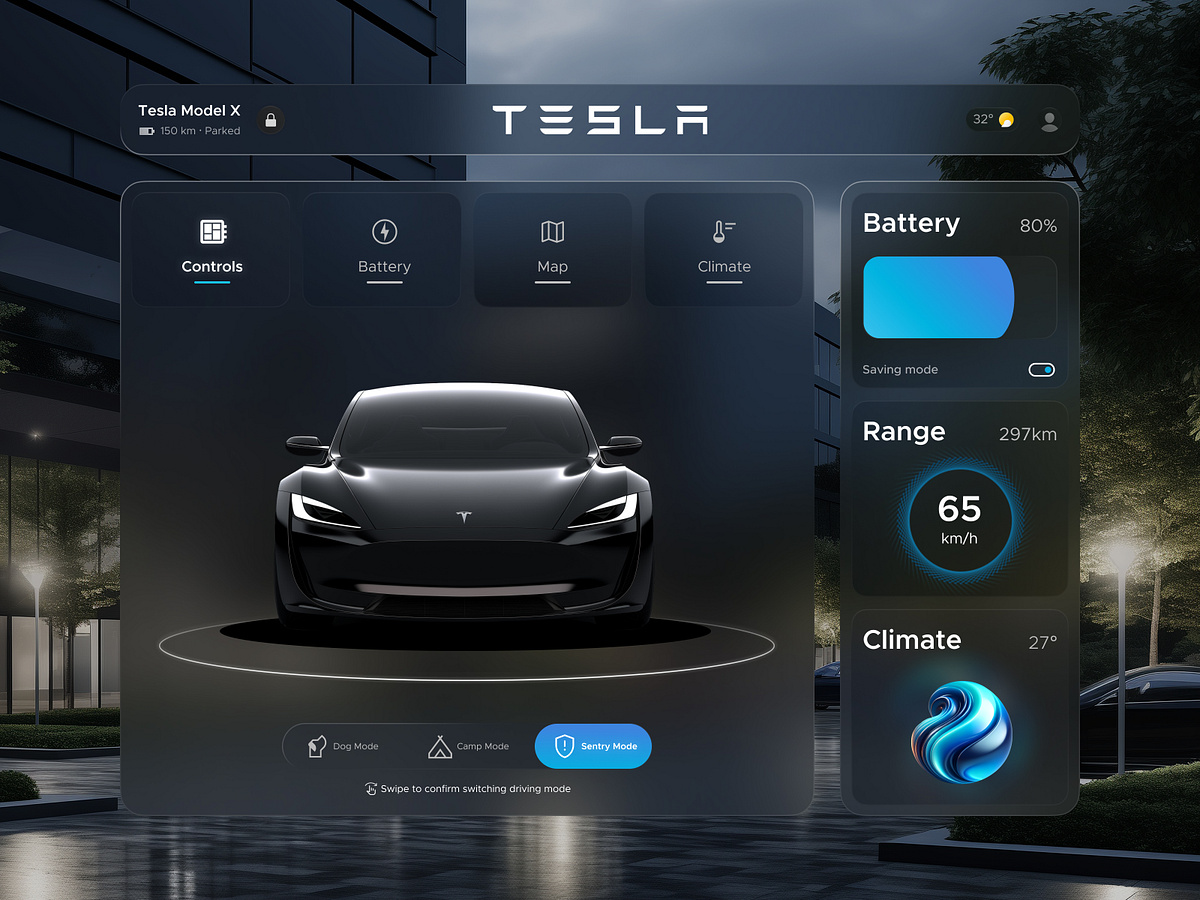 Tesla Model X
150 km · Parked
TESLA
32°
Controls
Battery
Map
Climate
Battery
80%
Saving mode
Range
297km
65
km/h
Climate
27°
Dog Mode
Camp Mode
Sentry Mode
Swipe to confirm switching driving mode